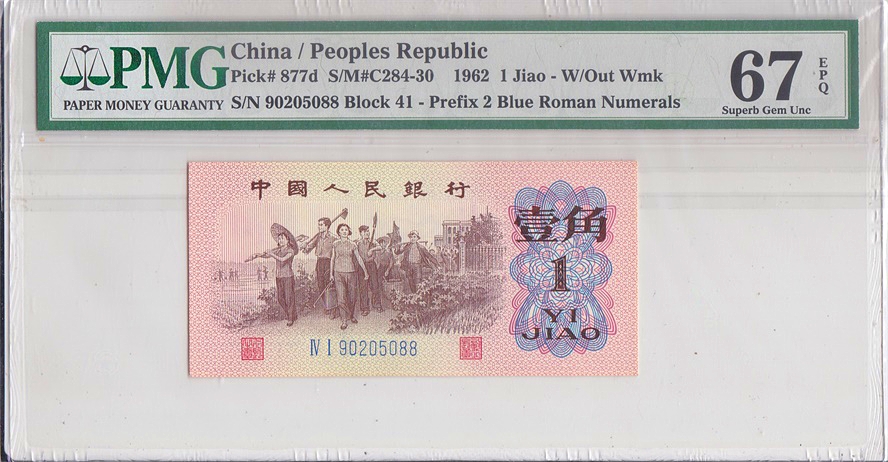 PMG
PAPER MONEY GUARANTY
China / Peoples Republic
Pick# 877d S/M#C284-30 1962 1 Jiao - W/Out Wmk
S/N 90205088 Block 41 - Prefix 2 Blue Roman Numerals
67
EPQ
Superb Gem Unc
中國人民銀行
壹角
1
YI
JIAO
Ⅳ Ⅰ 90205088